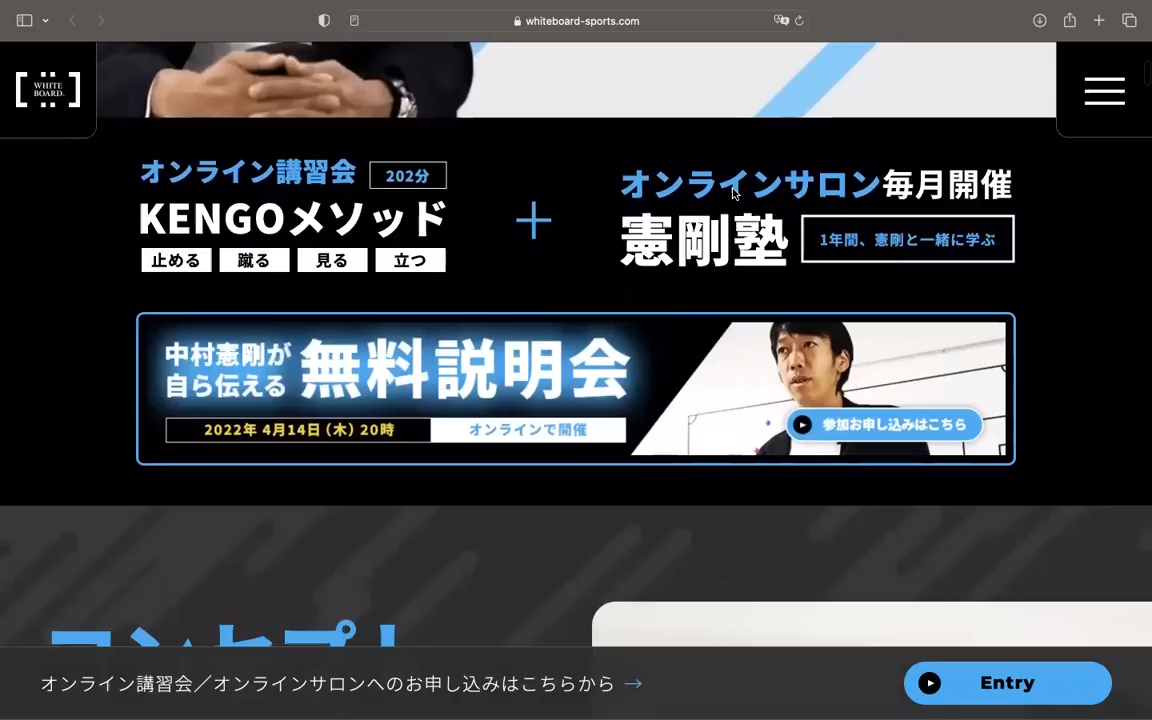 whiteboard-sports.com
WHITE
BOARD.
オンライン講習会 202分
KENGOメソッド
止める 蹴る 見る 立つ
＋
オンラインサロン毎月開催
憲剛塾 1年間、憲剛と一緒に学ぶ
中村憲剛が
自ら伝える 無料説明会
2022年 4月14日（木）20時 オンラインで開催
参加お申し込みはこちら
コンセプト
オンライン講習会／オンラインサロンへのお申し込みはこちらから →
Entry